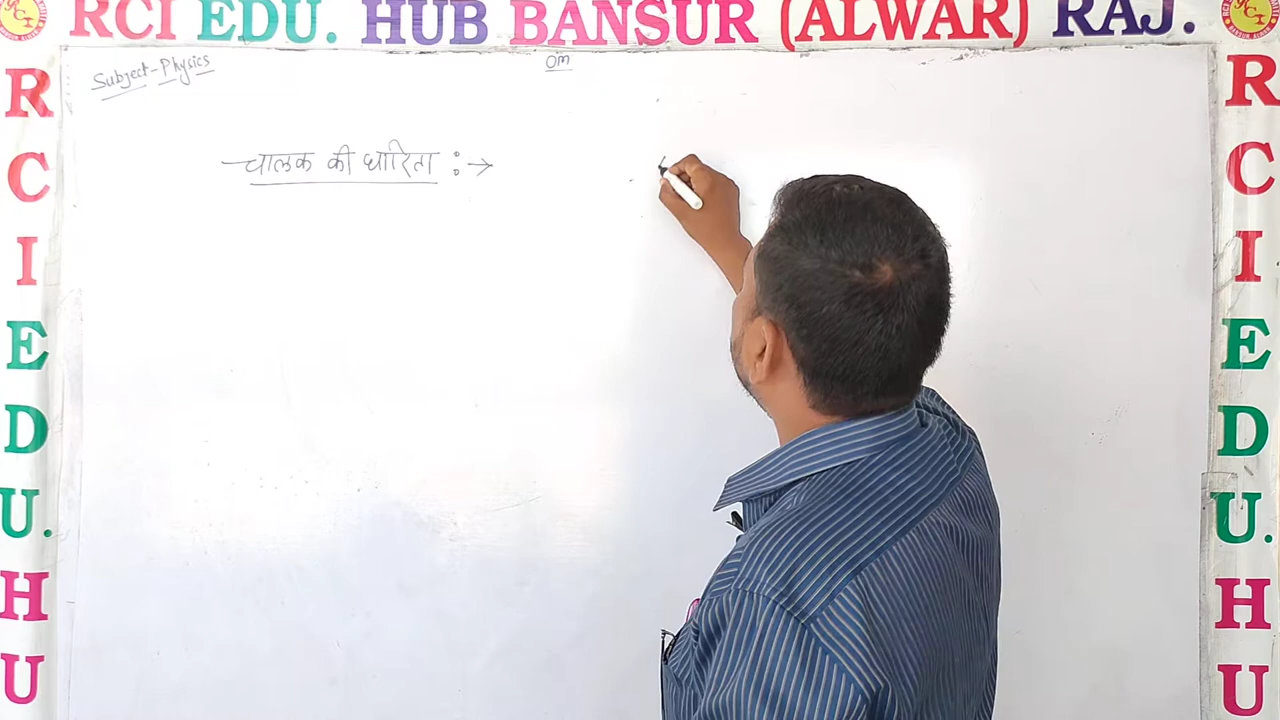 RCI EDU. HUB BANSUR (ALWAR) RAJ.
Subject-Physics
Om
चालक की धारिता :→
R
C
I
E
D
U.
H
U
R
C
I
E
D
U.
H
U